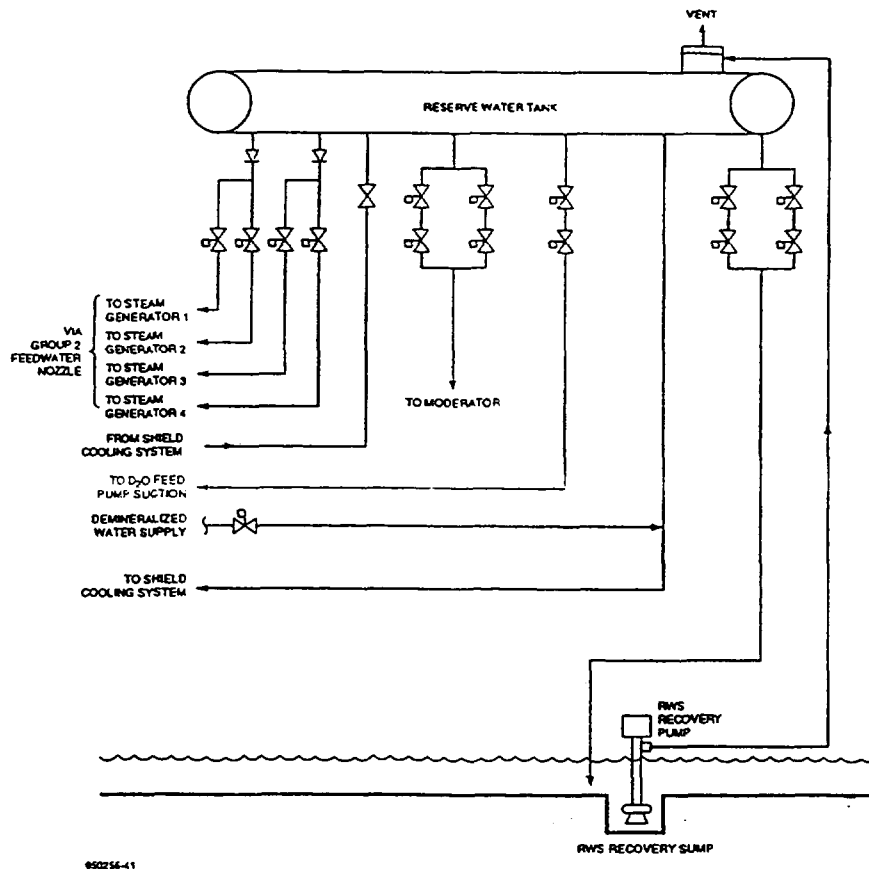 VENT
RESERVE WATER TANK
VIA
GROUP 2
FEEDWATER
NOZZLE
TO STEAM
GENERATOR 1
TO STEAM
GENERATOR 2
TO STEAM
GENERATOR 3
TO STEAM
GENERATOR 4
TO MODERATOR
FROM SHIELD
COOLING SYSTEM
TO D₂O FEED
PUMP SUCTION
DEMINERALIZED
WATER SUPPLY
TO SHIELD
COOLING SYSTEM
RWS
RECOVERY
PUMP
RWS RECOVERY SUMP
950256-41